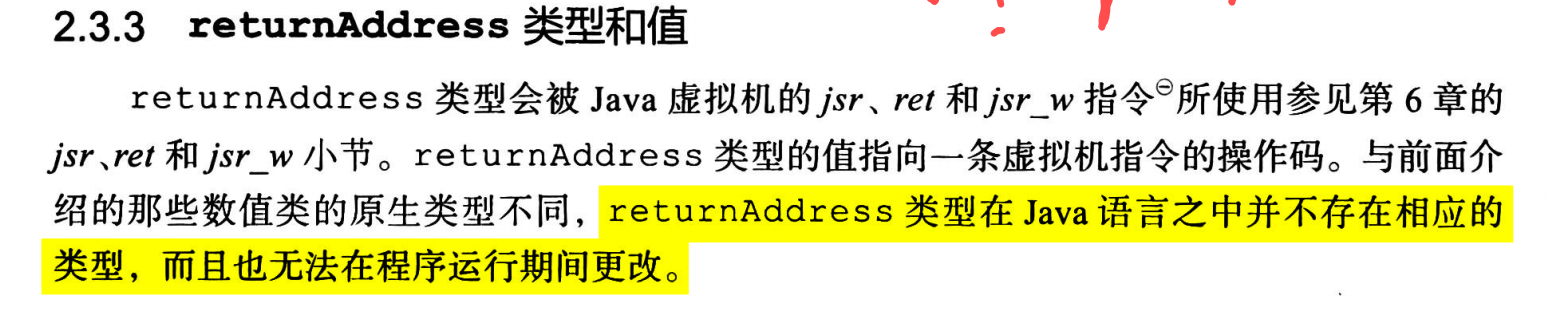 2.3.3 returnAddress 类型和值
returnAddress 类型会被 Java 虚拟机的 jsr、ret 和 jsr_w 指令⊖所使用参见第 6 章的
jsr、ret 和 jsr_w 小节。returnAddress 类型的值指向一条虚拟机指令的操作码。与前面介
绍的那些数值类的原生类型不同，returnAddress 类型在 Java 语言之中并不存在相应的
类型，而且也无法在程序运行期间更改。